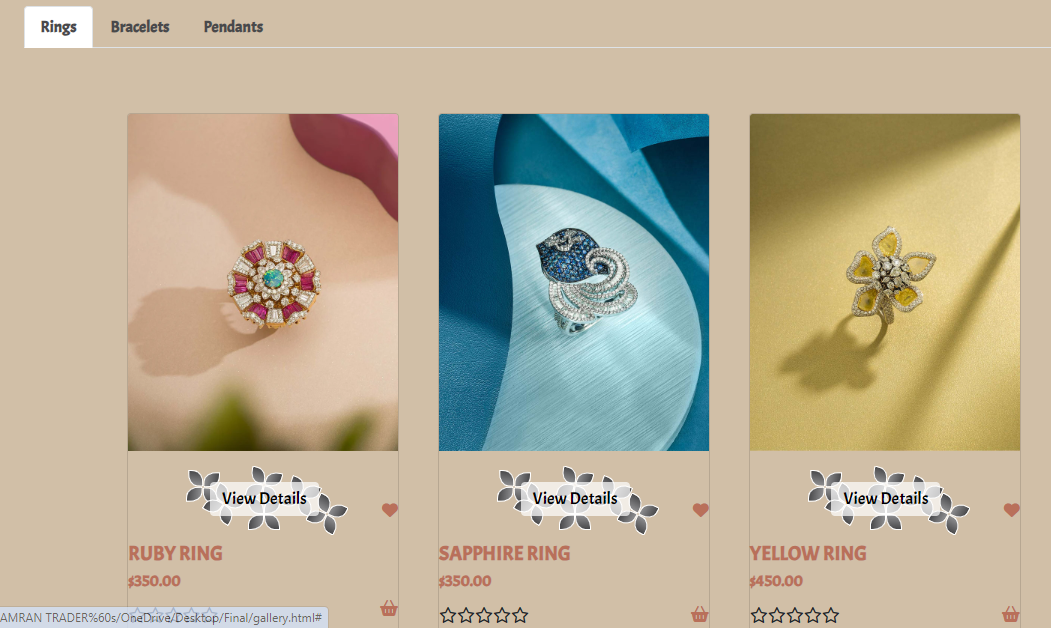 Rings Bracelets Pendants
View Details View Details View Details
RUBY RING SAPPHIRE RING YELLOW RING
$350.00 $350.00 $450.00
AMRAN TRADER%60s/OneDrive/Desktop/Final/gallery.html#